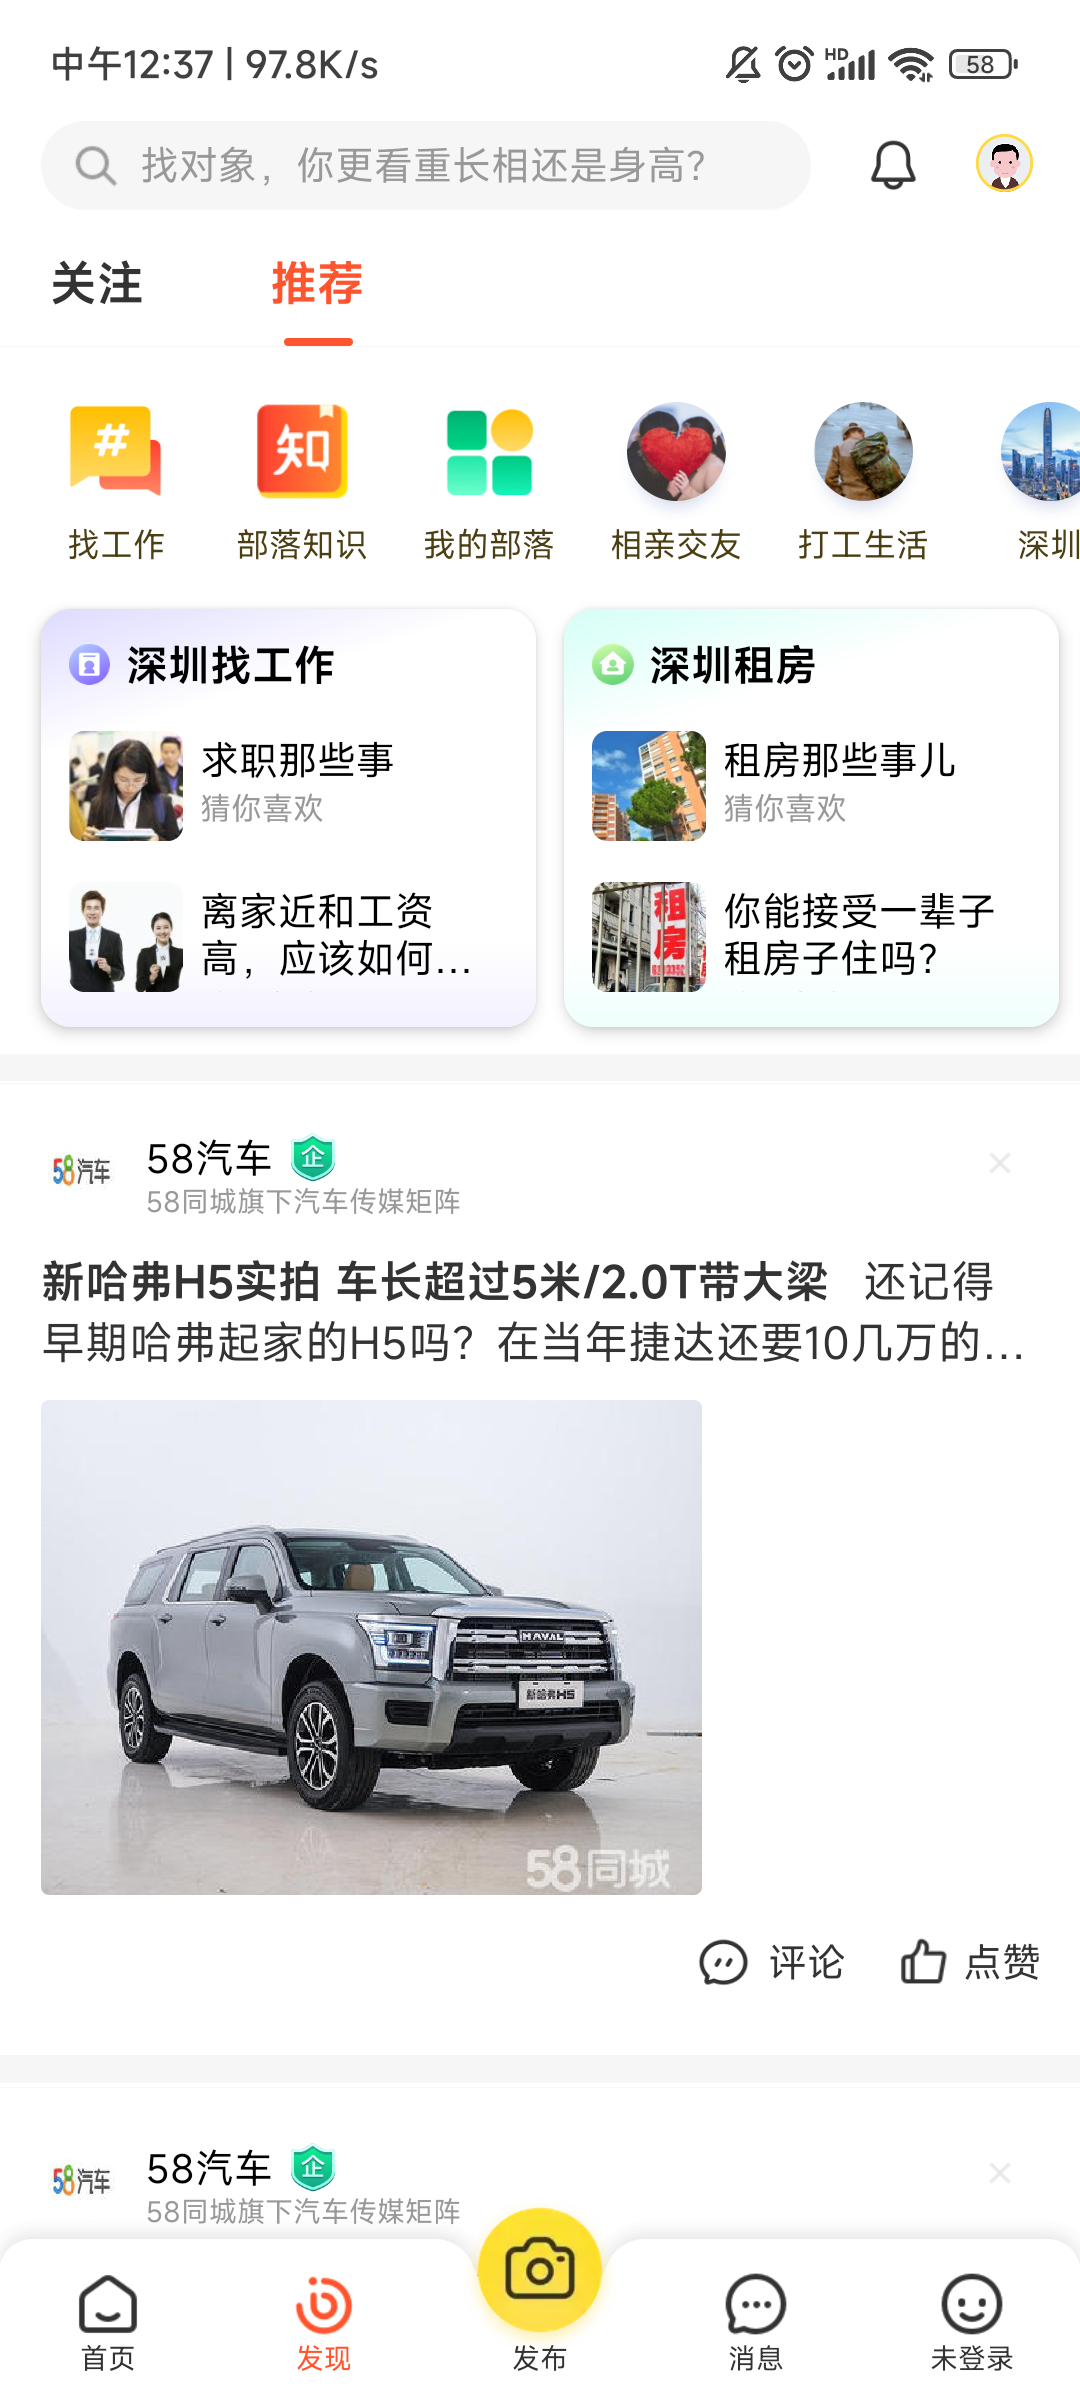 中午12:37 | 97.8K/s
HD
58
找对象，你更看重长相还是身高？
关注
推荐
#
知
找工作
部落知识
我的部落
相亲交友
打工生活
深圳
深圳找工作
深圳租房
求职那些事
猜你喜欢
租房那些事儿
猜你喜欢
离家近和工资
高，应该如何...
租房
你能接受一辈子
租房子住吗？
58汽车
58汽车
企
58同城旗下汽车传媒矩阵
新哈弗H5实拍 车长超过5米/2.0T带大梁 还记得
早期哈弗起家的H5吗？在当年捷达还要10几万的...
HAVAL
新哈弗H5
58同城
评论
点赞
58汽车
58汽车
企
58同城旗下汽车传媒矩阵
首页
发现
发布
消息
未登录